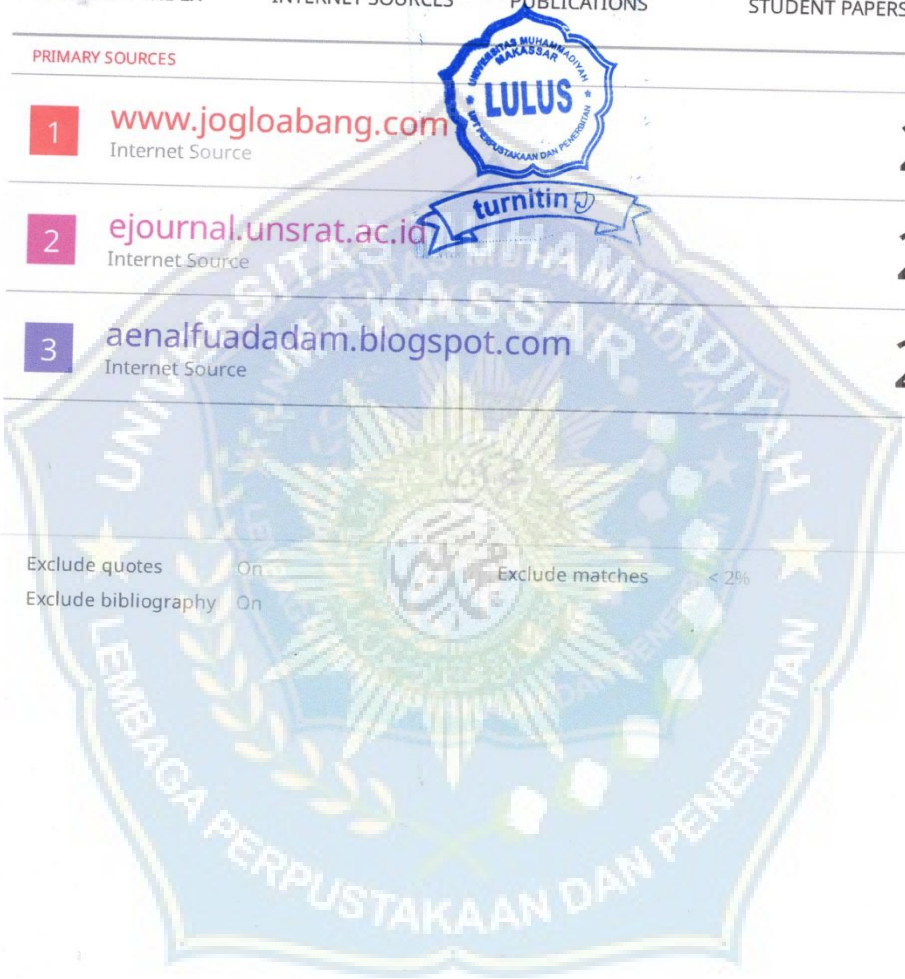 INTERNET SOURCES
PUBLICATIONS
STUDENT PAPERS
PRIMARY SOURCES
UNIVERSITAS MUHAMMADIYAH
MAKASSAR
LULUS
UPT PERPUSTAKAAN DAN PENERBITAN
turnitin
1 www.jogloabang.com
Internet Source
2 ejournal.unsrat.ac.id
Internet Source
3 aenalfuadadam.blogspot.com
Internet Source
Exclude quotes On
Exclude matches < 2%
Exclude bibliography On
UNIVERSITAS MUHAMMADIYAH
MAKASSAR
LEMBAGA PERPUSTAKAAN DAN PENERBITAN